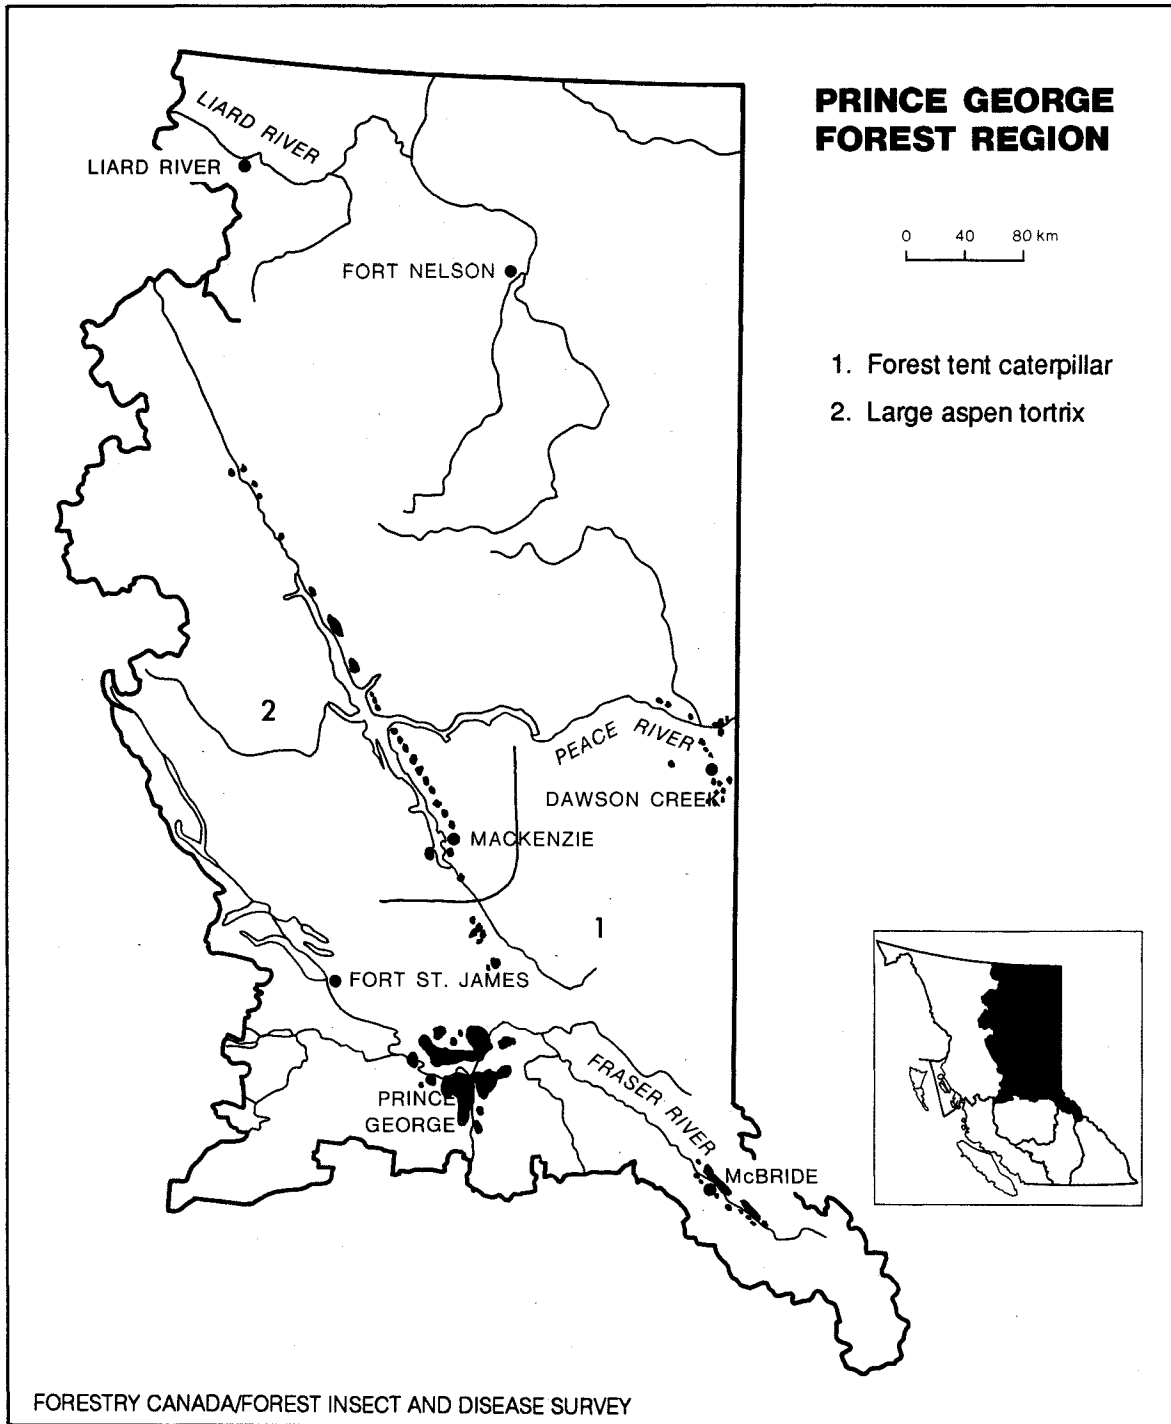 PRINCE GEORGE
FOREST REGION
LIARD RIVER
LIARD RIVER
0 40 80 km
FORT NELSON
1. Forest tent caterpillar
2. Large aspen tortrix
2
PEACE RIVER
DAWSON CREEK
MACKENZIE
1
FORT ST. JAMES
FRASER RIVER
PRINCE
GEORGE
McBRIDE
FORESTRY CANADA/FOREST INSECT AND DISEASE SURVEY